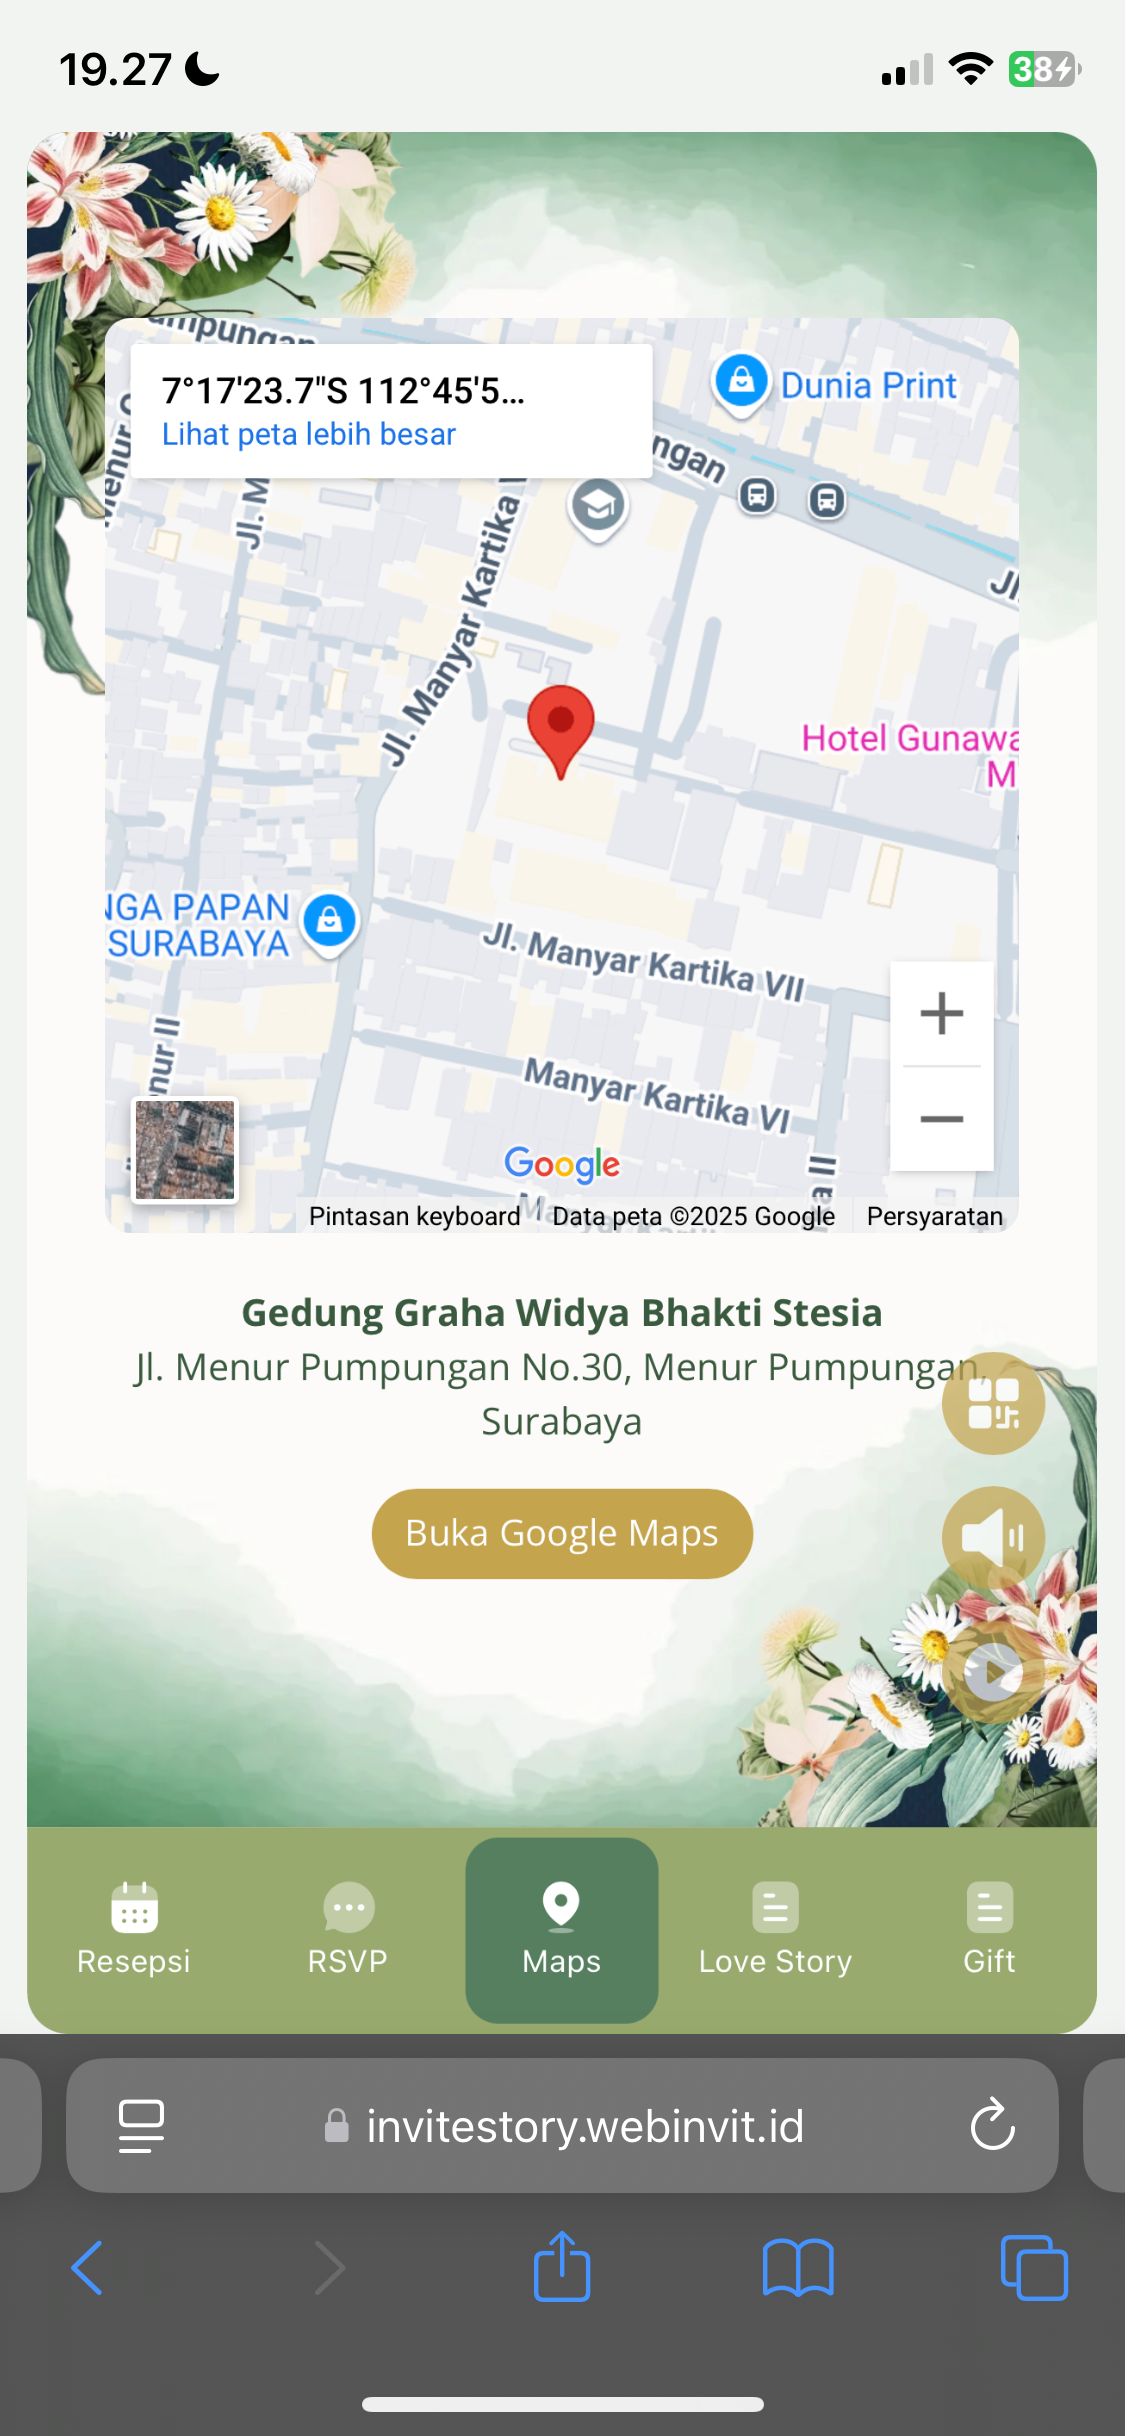 19.27
38
7°17'23.7"S 112°45'5...
Lihat peta lebih besar
Dunia Print
ngan
Jl. M
Jl. Manyar Kartika
Jl.
Hotel Gunawa
M
NGA PAPAN
SURABAYA
Jl. Manyar Kartika VII
Manyar Kartika VI
nur II
Google
Pintasan keyboard
Data peta ©2025 Google
Persyaratan
Gedung Graha Widya Bhakti Stesia
Jl. Menur Pumpungan No.30, Menur Pumpungan,
Surabaya
Buka Google Maps
Resepsi
RSVP
Maps
Love Story
Gift
invitestory.webinvit.id